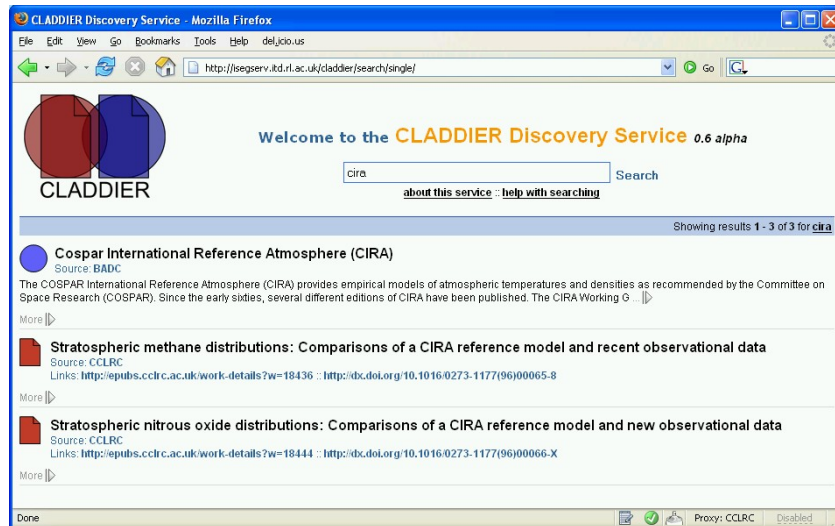 CLADDIER Discovery Service - Mozilla Firefox
File Edit View Go Bookmarks Tools Help del.icio.us
http://isegserv.itd.rl.ac.uk/claddier/search/single/ Go G
Welcome to the CLADDIER Discovery Service 0.6 alpha
cira Search
about this service :: help with searching
CLADDIER
Showing results 1 - 3 of 3 for cira
Cospar International Reference Atmosphere (CIRA)
Source: BADC
The COSPAR International Reference Atmosphere (CIRA) provides empirical models of atmospheric temperatures and densities as recommended by the Committee on
Space Research (COSPAR). Since the early sixties, several different editions of CIRA have been published. The CIRA Working G ...
More
Stratospheric methane distributions: Comparisons of a CIRA reference model and recent observational data
Source: CCLRC
Links: http://epubs.cclrc.ac.uk/work-details?w=18436 :: http://dx.doi.org/10.1016/0273-1177(96)00065-8
More
Stratospheric nitrous oxide distributions: Comparisons of a CIRA reference model and new observational data
Source: CCLRC
Links: http://epubs.cclrc.ac.uk/work-details?w=18444 :: http://dx.doi.org/10.1016/0273-1177(96)00066-X
More
Done Proxy: CCLRC Disabled